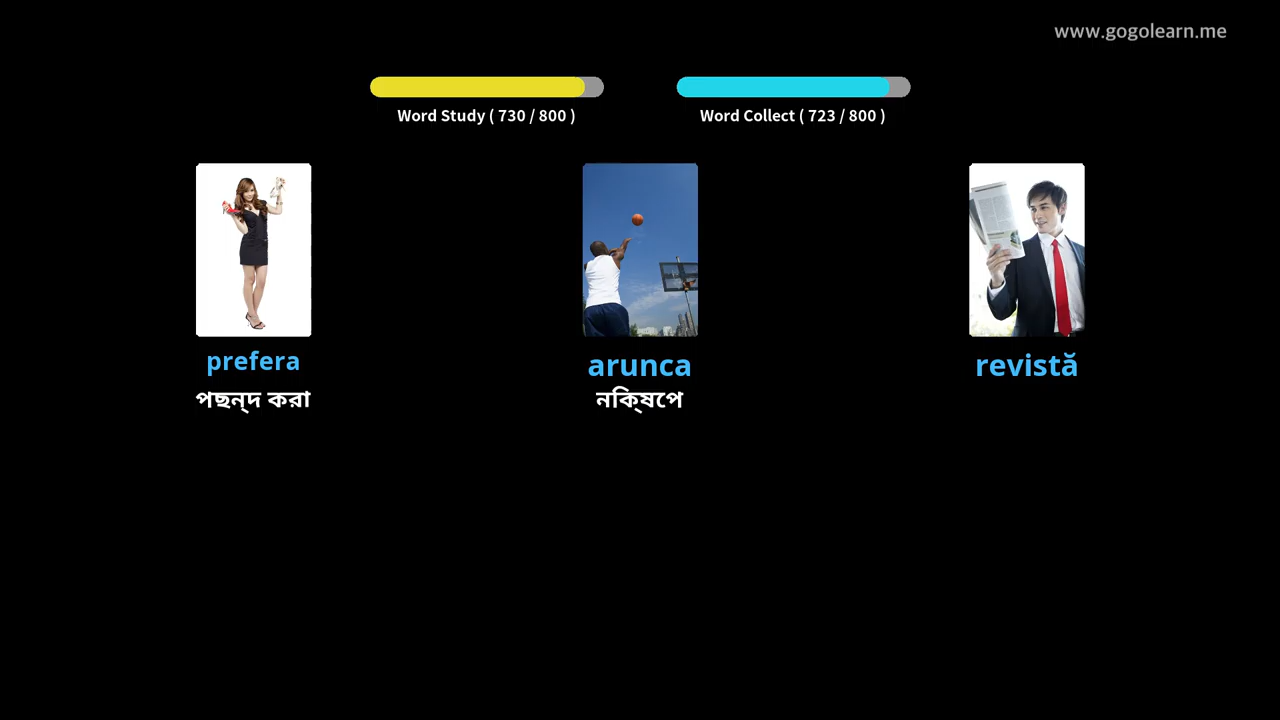 www.gogolearn.me
Word Study ( 730 / 800 )
Word Collect ( 723 / 800 )
prefera
arunca
revistă
পছন্দ করা
নিক্ষেপ